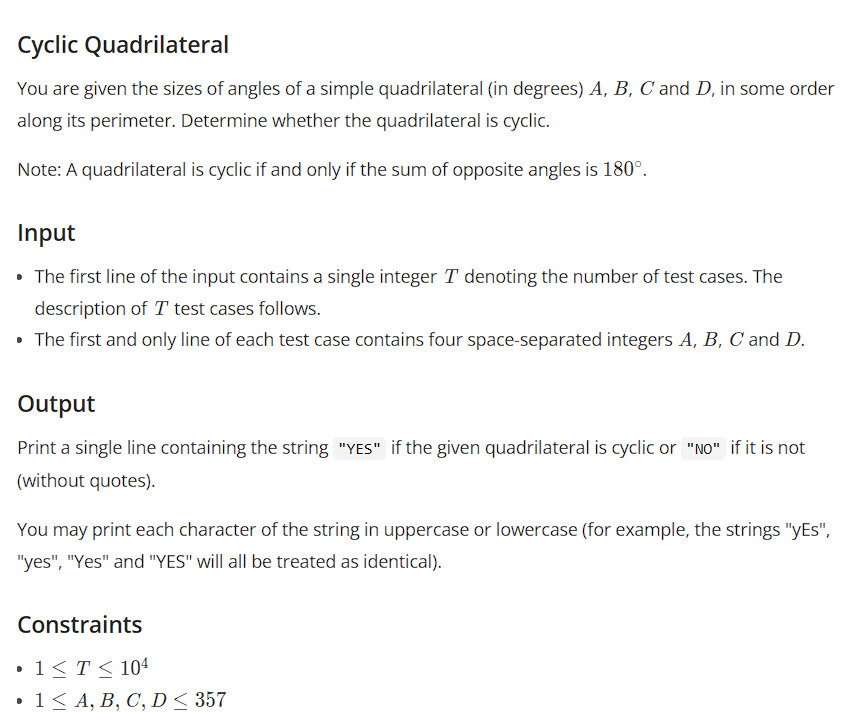 Cyclic Quadrilateral
You are given the sizes of angles of a simple quadrilateral (in degrees) A, B, C and D, in some order
along its perimeter. Determine whether the quadrilateral is cyclic.
Note: A quadrilateral is cyclic if and only if the sum of opposite angles is 180°.
Input
• The first line of the input contains a single integer T denoting the number of test cases. The
description of T test cases follows.
• The first and only line of each test case contains four space-separated integers A, B, C and D.
Output
Print a single line containing the string "YES" if the given quadrilateral is cyclic or "NO" if it is not
(without quotes).
You may print each character of the string in uppercase or lowercase (for example, the strings "yEs",
"yes", "Yes" and "YES" will all be treated as identical).
Constraints
• 1 ≤ T ≤ 10⁴
• 1 ≤ A, B, C, D ≤ 357